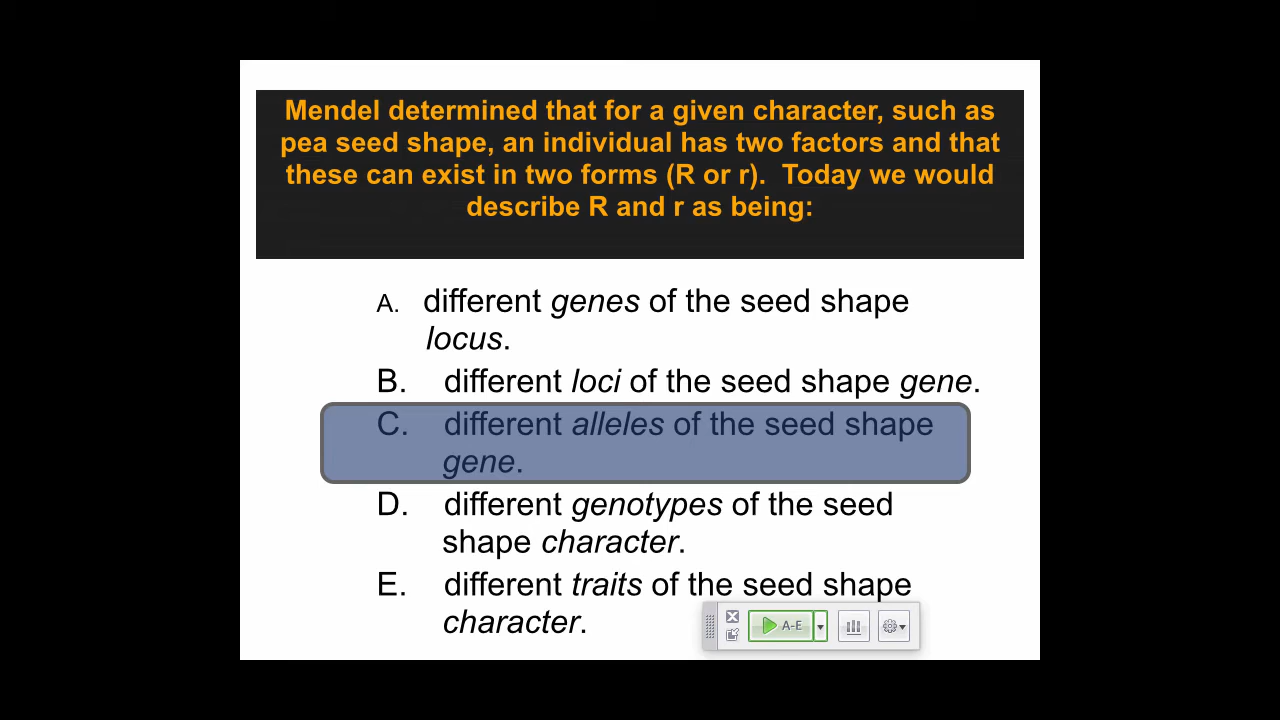 Mendel determined that for a given character, such as
pea seed shape, an individual has two factors and that
these can exist in two forms (R or r).  Today we would
describe R and r as being:
A. different genes of the seed shape
locus.
B. different loci of the seed shape gene.
C. different alleles of the seed shape
gene.
D. different genotypes of the seed
shape character.
E. different traits of the seed shape
character.
A-E